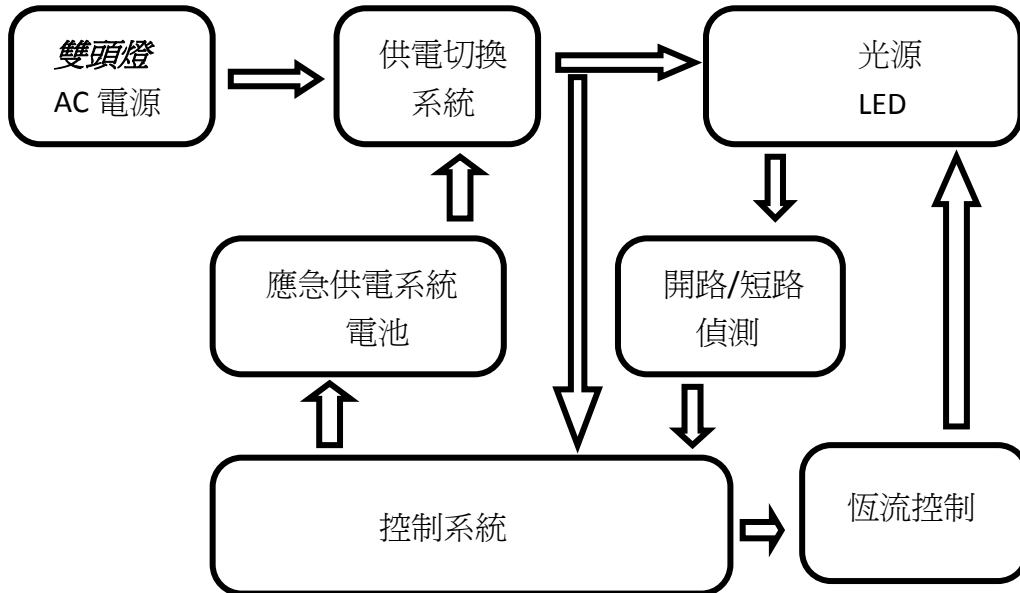 雙頭燈
AC 電源
供電切換
系統
光源
LED
應急供電系統
電池
開路/短路
偵測
控制系統
恆流控制